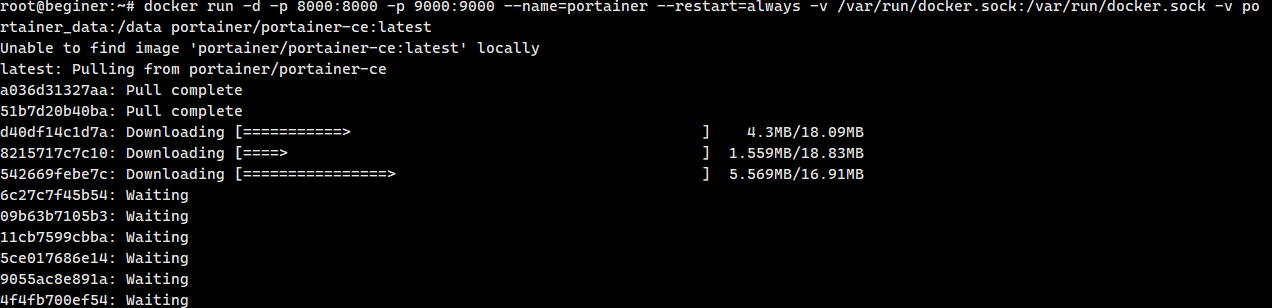 root@beginer:~# docker run -d -p 8000:8000 -p 9000:9000 --name=portainer --restart=always -v /var/run/docker.sock:/var/run/docker.sock -v po
rtainer_data:/data portainer/portainer-ce:latest
Unable to find image 'portainer/portainer-ce:latest' locally
latest: Pulling from portainer/portainer-ce
a036d31327aa: Pull complete
51b7d20b40ba: Pull complete
d40df14c1d7a: Downloading [===========>                                       ]    4.3MB/18.09MB
8215717c7c10: Downloading [====>                                              ]  1.559MB/18.83MB
542669febe7c: Downloading [================>                                  ]  5.569MB/16.91MB
6c27c7f45b54: Waiting
09b63b7105b3: Waiting
11cb7599cbba: Waiting
5ce017686e14: Waiting
9055ac8e891a: Waiting
4f4fb700ef54: Waiting